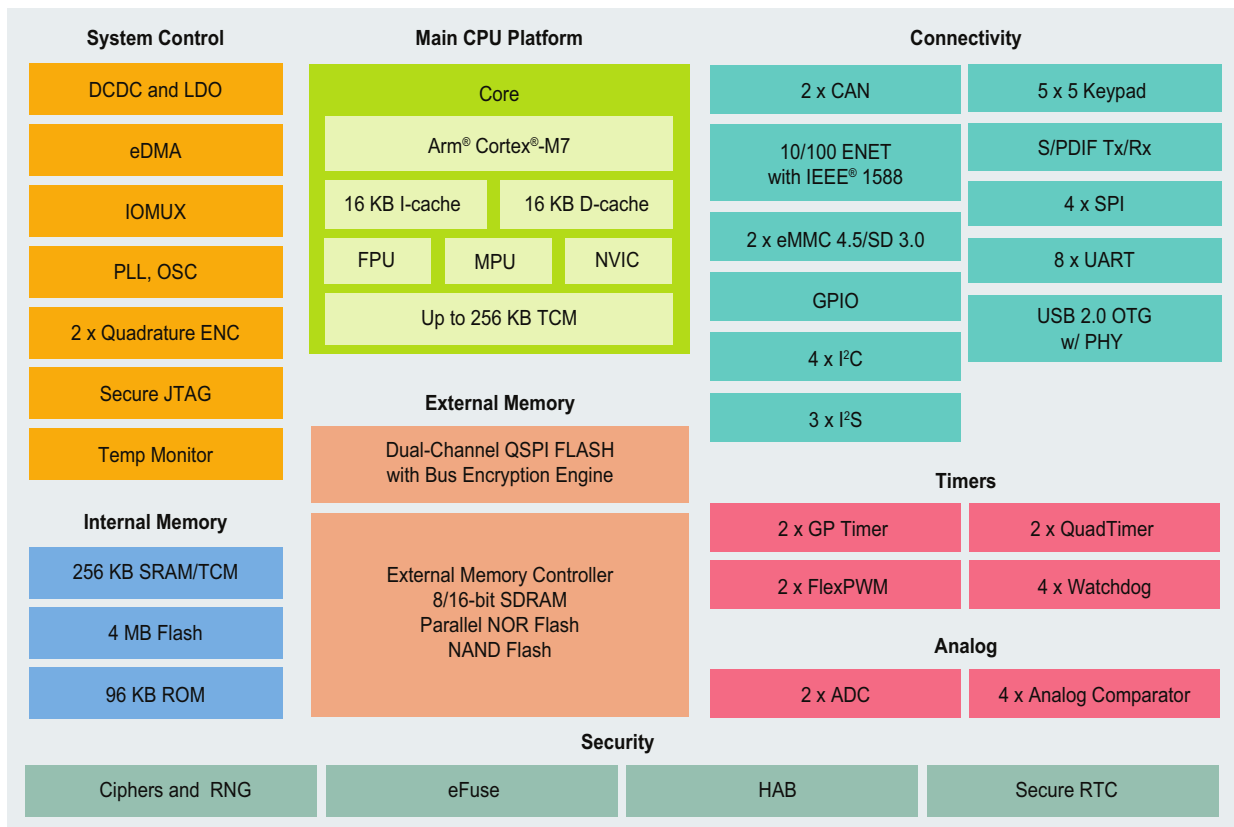 System Control
DCDC and LDO
eDMA
IOMUX
PLL, OSC
2 x Quadrature ENC
Secure JTAG
Temp Monitor
Internal Memory
256 KB SRAM/TCM
4 MB Flash
96 KB ROM
Main CPU Platform
Core
Arm® Cortex®-M7
16 KB I-cache
16 KB D-cache
FPU
MPU
NVIC
Up to 256 KB TCM
External Memory
Dual-Channel QSPI FLASH
with Bus Encryption Engine
External Memory Controller
8/16-bit SDRAM
Parallel NOR Flash
NAND Flash
Connectivity
2 x CAN
10/100 ENET
with IEEE® 1588
2 x eMMC 4.5/SD 3.0
GPIO
4 x I²C
3 x I²S
5 x 5 Keypad
S/PDIF Tx/Rx
4 x SPI
8 x UART
USB 2.0 OTG
w/ PHY
Timers
2 x GP Timer
2 x QuadTimer
2 x FlexPWM
4 x Watchdog
Analog
2 x ADC
4 x Analog Comparator
Security
Ciphers and RNG
eFuse
HAB
Secure RTC